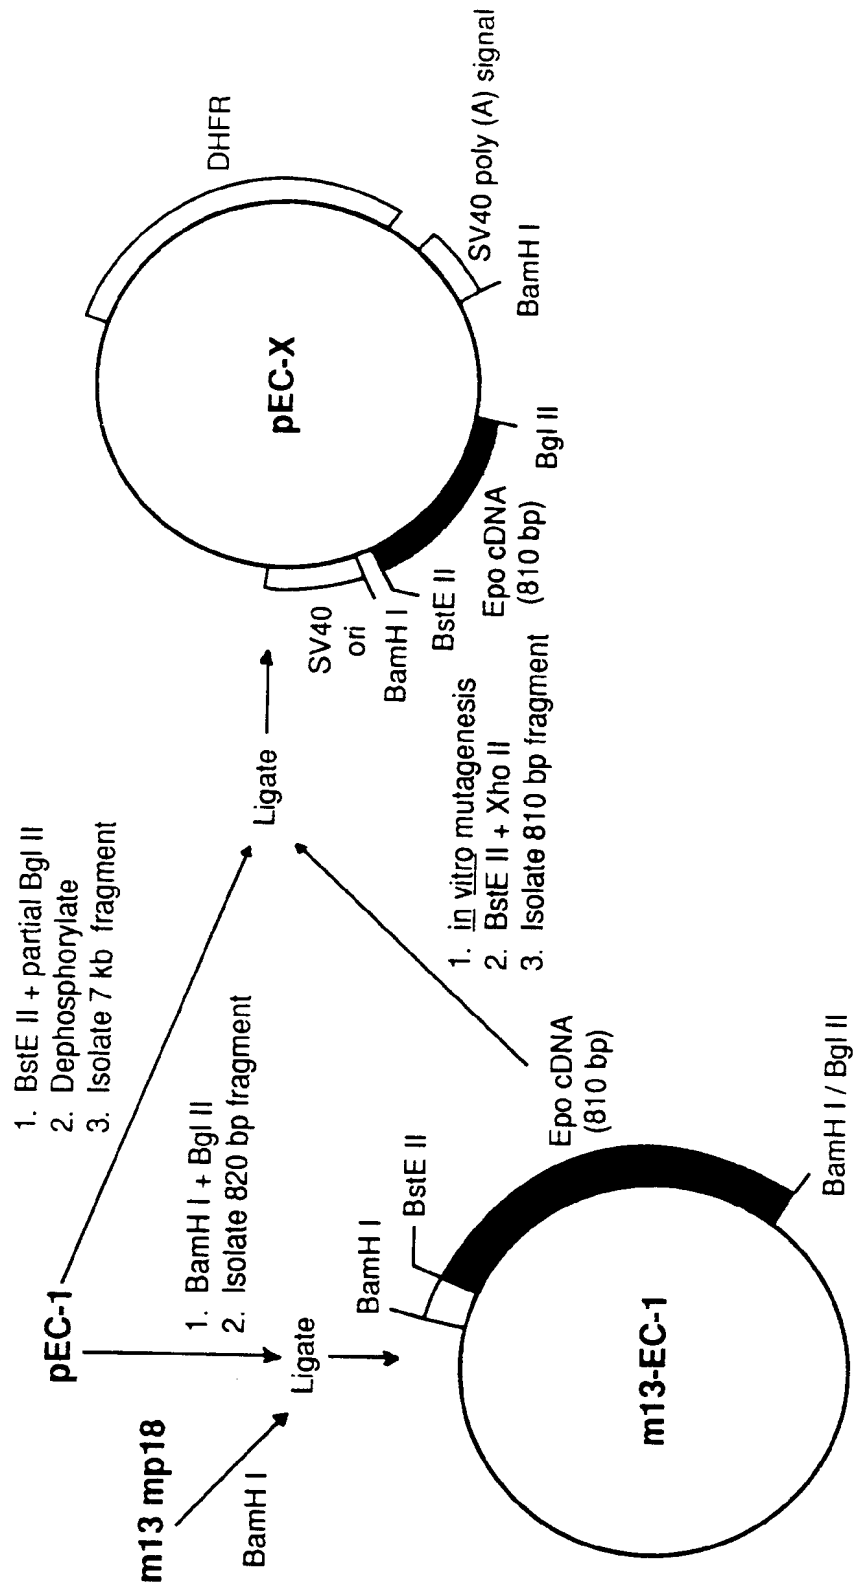 m13 mp18
BamH I
pEC-1
1. BamH I + Bgl II
2. Isolate 820 bp fragment
Ligate
1. BstE II + partial Bgl II
2. Dephosphorylate
3. Isolate 7 kb fragment
m13-EC-1
BamH I
BstE II
Epo cDNA
(810 bp)
BamH I / Bgl II
1. in vitro mutagenesis
2. BstE II + Xho II
3. Isolate 810 bp fragment
Ligate
pEC-X
SV40
ori
BamH I
BstE II
Epo cDNA
(810 bp)
Bgl II
BamH I
SV40 poly (A) signal
DHFR